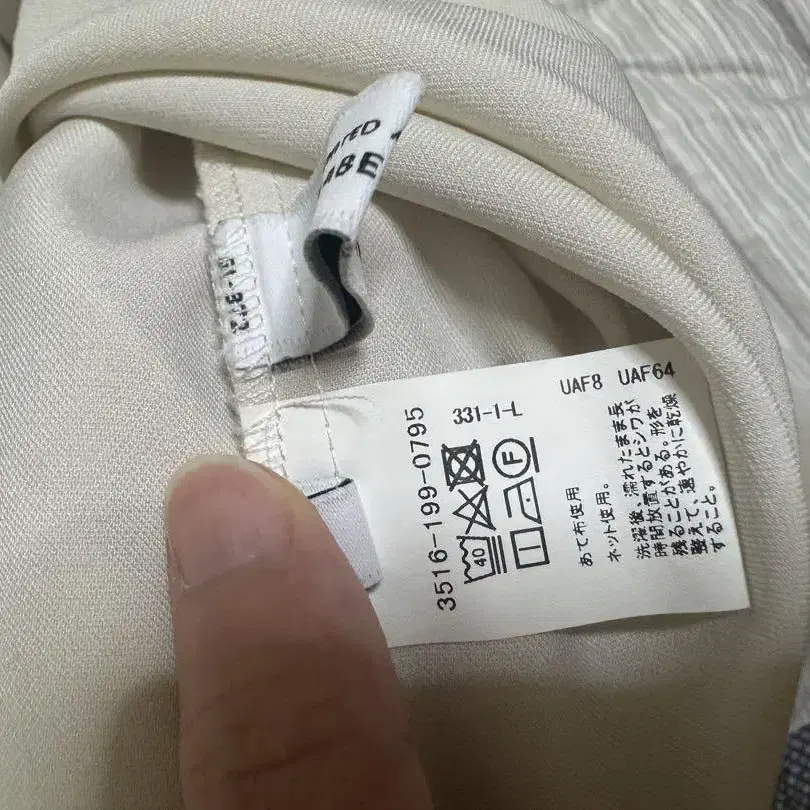 UAF8 UAF64
331-1-L
3516-199-0795
40
F
あて布使用
ネット使用。
洗濯後、濡れたまま長
時間放置するとシワが
残ることがある。形を
整えて、速やかに乾燥
すること。